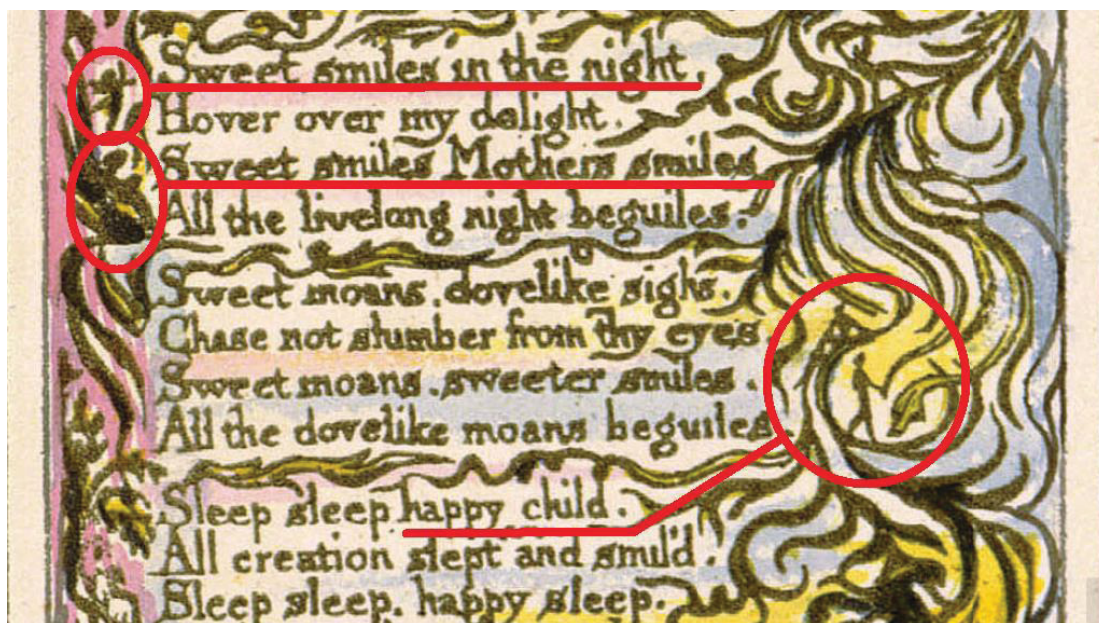 Sweet smiles in the night,
Hover over my delight.
Sweet smiles Mothers smiles
All the livelong night beguiles.
Sweet moans, dovelike sighs,
Chase not slumber from thy eyes
Sweet moans, sweeter smiles.
All the dovelike moans beguiles.
Sleep sleep happy child.
All creation slept and smil'd.
Sleep sleep, happy sleep,